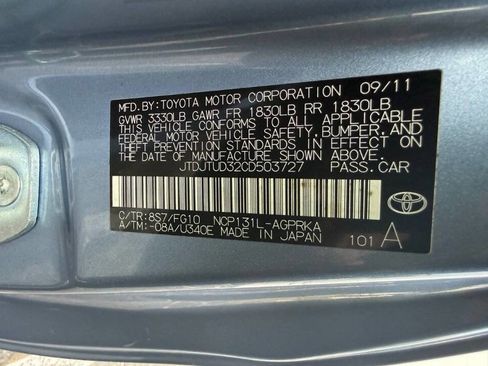 MFD. BY: TOYOTA MOTOR CORPORATION 09/11
GVWR 3330LB GAWR FR 1830LB RR 1830LB
THIS VEHICLE CONFORMS TO ALL APPLICABLE
FEDERAL MOTOR VEHICLE SAFETY, BUMPER, AND
THEFT PREVENTION STANDARDS IN EFFECT ON
THE DATE OF MANUFACTURE SHOWN ABOVE.
JTDJTUD32CD503727 PASS. CAR
C/TR: 8S7/FG10 NCP131L-AGPRKA
A/TM: -08A/U340E MADE IN JAPAN
101 A